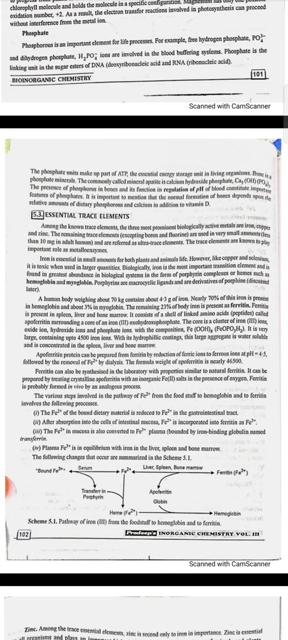 chlorophyll molecule and holds the molecule in a specific configuration. Magnesium has only one
oxidation number, +2. As a result, the electron transfer reactions involved in photosynthesis can proceed
without interference from the metal ion.
Phosphate
Phosphorous is an important element for life processes. For example, free hydrogen phosphate, PO
and dihydrogen phosphate, H2PO4- ions are involved in the blood buffering systems. Phosphate is the
linking unit in the sugar esters of DNA (deoxyribonucleic acid and RNA (ribonucleic acid).
BIOINORGANIC CHEMISTRY
101
Scanned with CamScanner
The phosphate units make up part of ATP, the essential energy storage unit in living organisms. Bone is a
phosphate minerals. The commonly called mineral apatite is calcium hydroxide phosphate, Ca5 (OH) (PO4)3.
The presence of phosphorus in bones and its function in regulation of pH of blood constitute important
features of phosphates. It is important to mention that the normal formation of bones depends upon the
relative amounts of dietary phosphorous and calcium in addition to vitamin D.
5.3. ESSENTIAL TRACE ELEMENTS
Among the known trace elements, the three most prominent biologically active metals are iron, copper
and zinc. The remaining trace elements (excepting bones and fluorine) are used in very small amounts (less
than 10 mg in adult human) and are referred as ultra-trace elements. The trace elements are known to play
important role as metalloenzymes.
Iron is essential in small amounts for both plants and animals life. However, like copper and selenium,
it is toxic when used in larger quantities. Biologically, iron is the most important transition element and is
found in greatest abundance in biological systems in the form of porphyrin complexes or homes such as
hemoglobin and myoglobin. Porphyrins are macrocyclic ligands and are derivatives of porphine (discussed
later).
A human body weighing about 70 kg contains about 4·3 g of iron. Nearly 70% of this iron is present
in hemoglobin and about 3% in myoglobin. The remaining 27% of body iron is present as ferritin. Ferritin
is present in spleen, liver and bone marrow. It consists of a shell of linked amino acids (peptides) called
apoferritin surrounding a core of an iron (III) oxohydroxophosphate. The core is a cluster of iron (III) ions,
oxide ion, hydroxide ions and phosphate ions, with the composition, Fe (OOH)8 (FeOPO3H2). It is very
large, containing upto 4500 iron ions. With its hydrophilic coatings, this large aggregate is water soluble
and is concentrated in the spleen, liver and bone marrow.
Apoferritin protein can be prepared from ferritin by reduction of ferric ions to ferrous ions at pH = 4·5,
followed by the removal of Fe2+ by dialysis. The formula weight of apoferritin is nearly 46500.
Ferritin can also be synthesised in the laboratory with properties similar to natural ferritin. It can be
prepared by treating crystalline apoferritin with an inorganic Fe(II) salts in the presence of oxygen. Ferritin
is probably formed in vivo by an analogous process.
The various steps involved in the pathway of Fe3+ from the food stuff to hemoglobin and to ferritin
involves the following processes.
(i) The Fe3+ of the bound dietary material is reduced to Fe2+ in the gastrointestinal tract.
(ii) After absorption into the cells of intestinal mucosa, Fe2+ is incorporated into ferritin as Fe3+.
(iii) The Fe3+ in mucosa is also converted to Fe3+ plasma (bounded by iron-binding globulin named
transferrin.
(iv) Plasma Fe3+ is in equilibrium with iron in the liver, spleen and bone marrow.
The following changes that occur are summarized in the Scheme 5.1.
"Bound Fe3+"
Serum
Fe2+
Liver, Spleen, Bone marrow
Ferritin (Fe3+)
Transferr in
Porphyrin
Apoferritin
Globin
Heme (Fe2+)
Hemoglobin
Scheme 5.1. Pathway of iron (III) from the foodstuff to hemoglobin and to ferritin.
102
Pradeep's INORGANIC CHEMISTRY VOL. III
Scanned with CamScanner
Zinc. Among the trace essential elements, zinc is second only to iron in importance. Zinc is essential